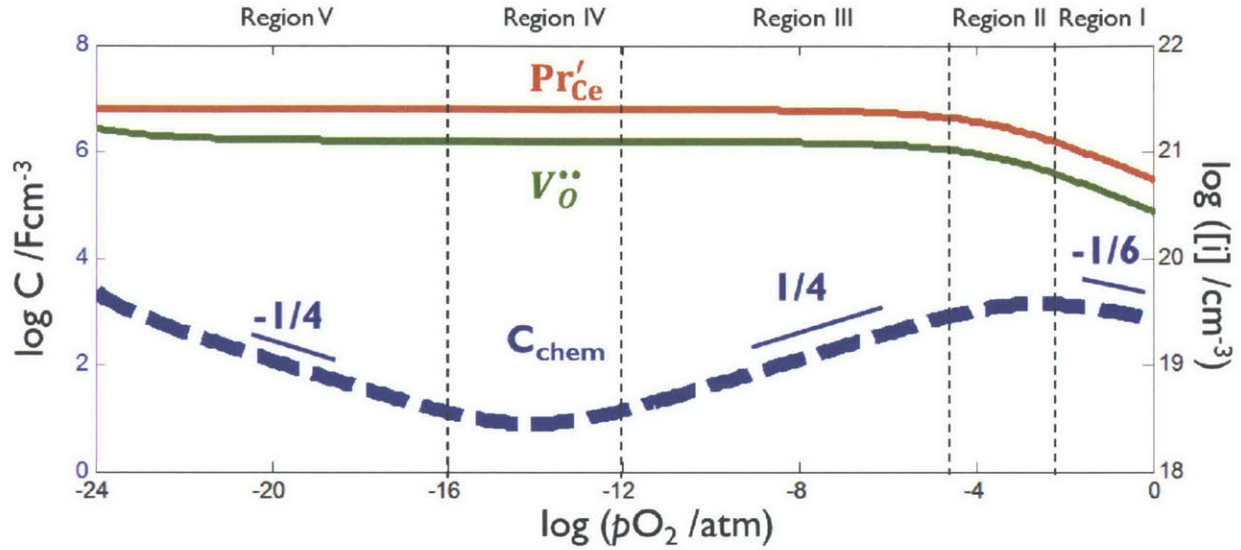 Region V Region IV Region III Region II Region I
8 22
Pr′Ce
6 21
V••O
log C /Fcm-3
log ([i] /cm-3)
4 20
-1/4 Cchem 1/4 -1/6
2 19
0 18
-24 -20 -16 -12 -8 -4 0
log (pO2 /atm)